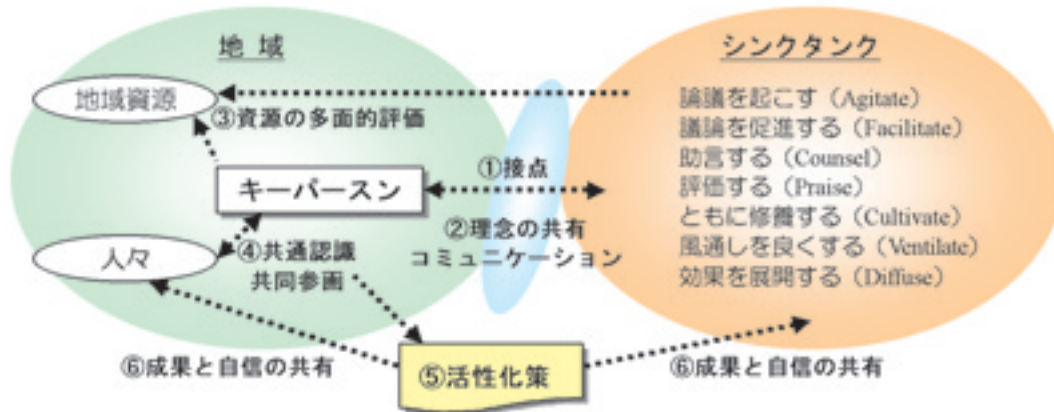 地域
シンクタンク
地域資源
③資源の多面的評価
論議を起こす（Agitate）
議論を促進する（Facilitate）
助言する（Counsel）
評価する（Praise）
ともに修養する（Cultivate）
風通しを良くする（Ventilate）
効果を展開する（Diffuse）
キーパースン
①接点
②理念の共有
コミュニケーション
人々
④共通認識
共同参画
⑥成果と自信の共有
⑤活性化策
⑥成果と自信の共有